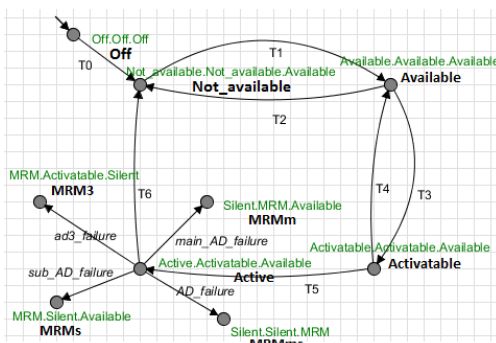 Off.Off.Off
Off
T0
T1
Not_available.Not_available.Available
Not_available
Available.Available.Available
Available
T2
T3
T4
T6
MRM.Activatable.Silent
MRM3
Silent.MRM.Available
MRMm
ad3_failure
main_AD_failure
Activatable.Activatable.Available
Activatable
Active.Activatable.Available
Active
sub_AD_failure
AD_failure
T5
MRM.Silent.Available
MRMs
Silent.Silent.MRM
MRMms